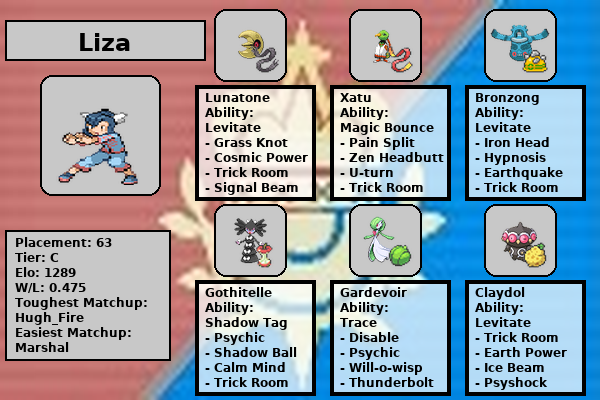 Liza
Lunatone
Ability:
Levitate
- Grass Knot
- Cosmic Power
- Trick Room
- Signal Beam
Xatu
Ability:
Magic Bounce
- Pain Split
- Zen Headbutt
- U-turn
- Trick Room
Bronzong
Ability:
Levitate
- Iron Head
- Hypnosis
- Earthquake
- Trick Room
Placement: 63
Tier: C
Elo: 1289
W/L: 0.475
Toughest Matchup:
Hugh_Fire
Easiest Matchup:
Marshal
Gothitelle
Ability:
Shadow Tag
- Psychic
- Shadow Ball
- Calm Mind
- Trick Room
Gardevoir
Ability:
Trace
- Disable
- Psychic
- Will-o-wisp
- Thunderbolt
Claydol
Ability:
Levitate
- Trick Room
- Earth Power
- Ice Beam
- Psyshock